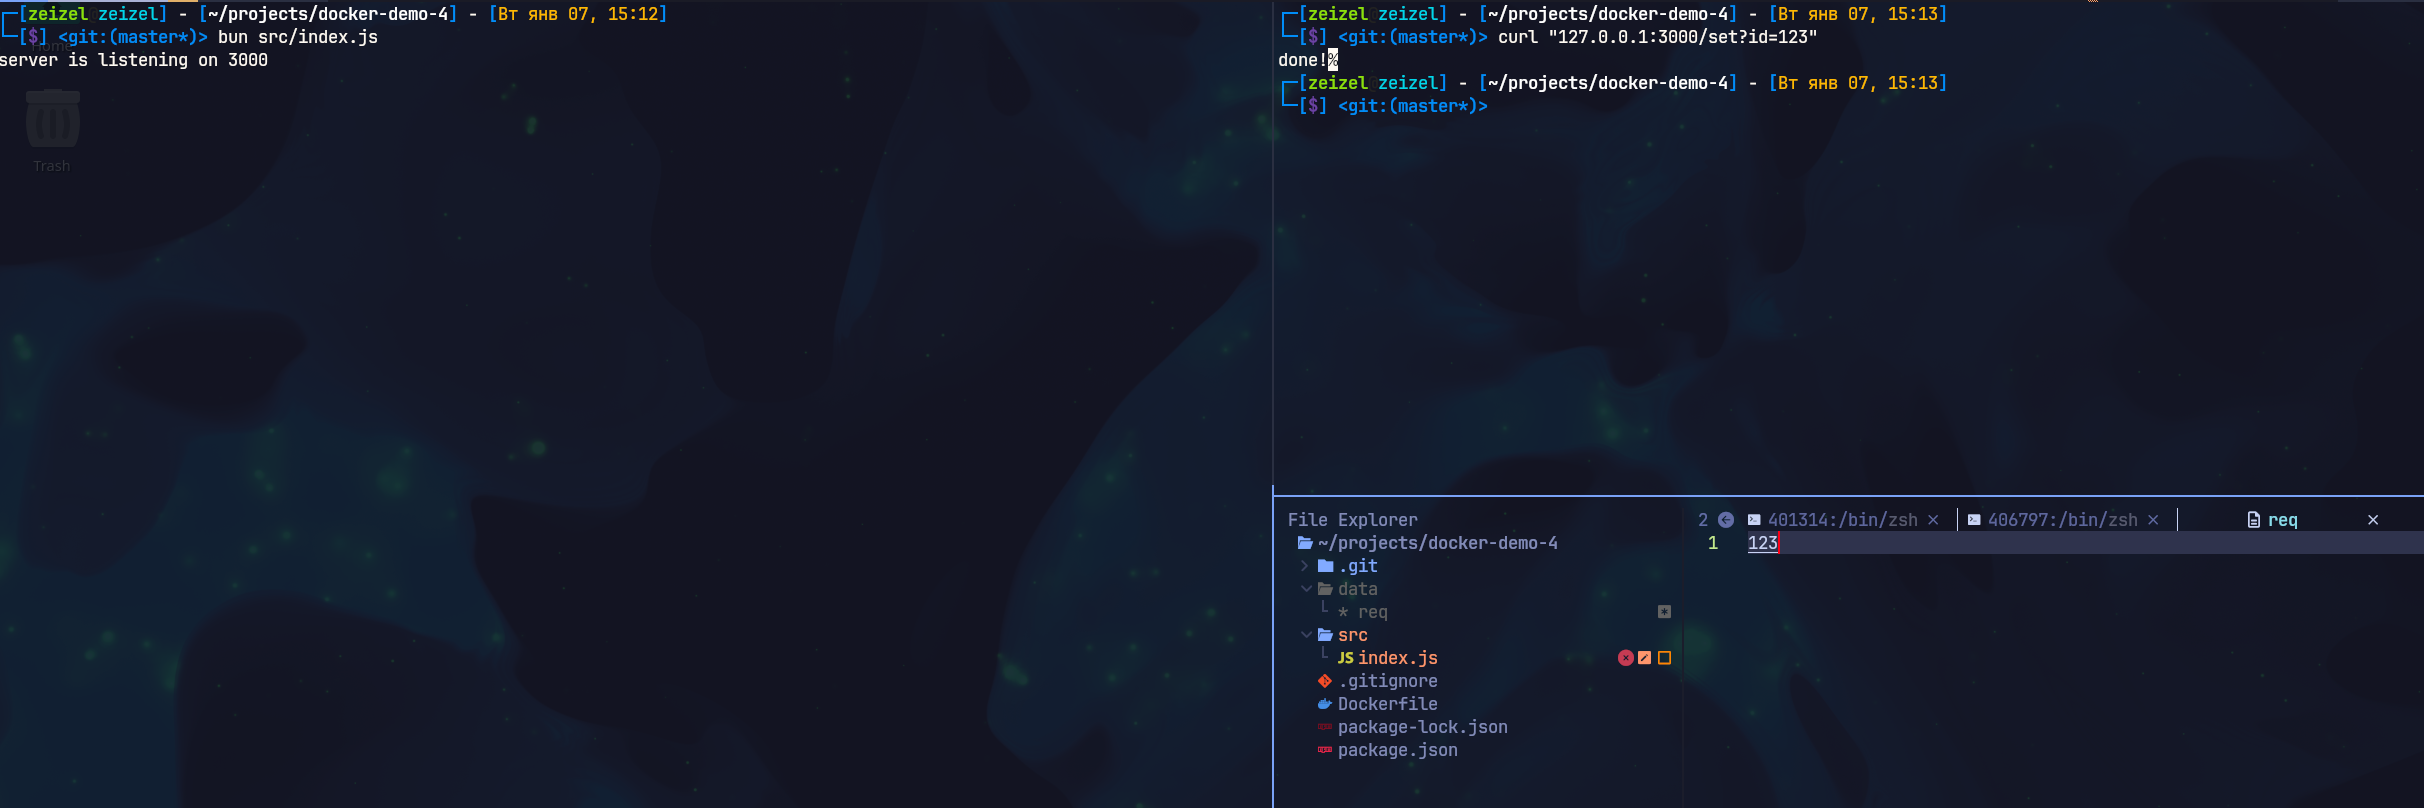 ┌─[zeizel@zeizel] - [~/projects/docker-demo-4] - [Вт янв 07, 15:12]
└─[$] <git:(master*)> bun src/index.js
Home
server is listening on 3000
Trash
┌─[zeizel@zeizel] - [~/projects/docker-demo-4] - [Вт янв 07, 15:13]
└─[$] <git:(master*)> curl "127.0.0.1:3000/set?id=123"
done!%
┌─[zeizel@zeizel] - [~/projects/docker-demo-4] - [Вт янв 07, 15:13]
└─[$] <git:(master*)>
File Explorer
~/projects/docker-demo-4
.git
data
* req
src
JS index.js
.gitignore
Dockerfile
package-lock.json
package.json
2 401314:/bin/zsh × 406797:/bin/zsh × req ×
1 123